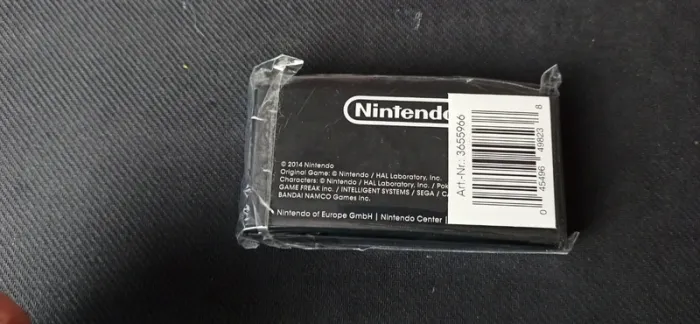 Nintendo
© 2014 Nintendo
Original Game: © Nintendo / HAL Laboratory, Inc.
Characters: © Nintendo / HAL Laboratory, Inc. / Pok
GAME FREAK inc. / INTELLIGENT SYSTEMS / SEGA / C
BANDAI NAMCO Games Inc.
Nintendo of Europe GmbH | Nintendo Center |
Art.-Nr.: 3655966
0 45496 49823 8